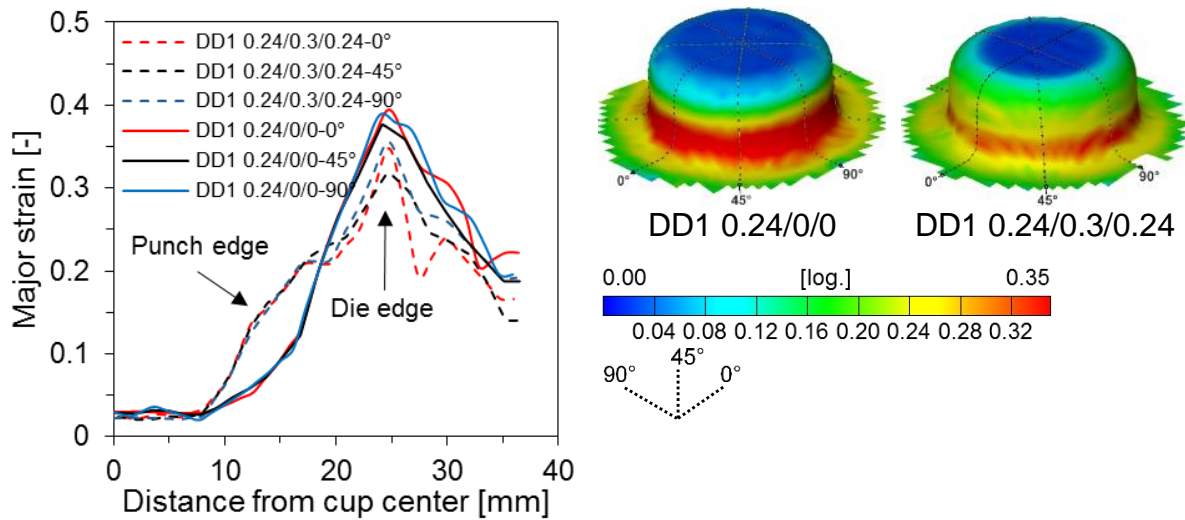 0.5
0.4
0.3
0.2
0.1
0
Major strain [-]
DD1 0.24/0.3/0.24-0°
DD1 0.24/0.3/0.24-45°
DD1 0.24/0.3/0.24-90°
DD1 0.24/0/0-0°
DD1 0.24/0/0-45°
DD1 0.24/0/0-90°
Punch edge
Die edge
0 10 20 30 40
Distance from cup center [mm]
0° 45° 90°
DD1 0.24/0/0
0° 45° 90°
DD1 0.24/0.3/0.24
0.00 [log.] 0.35
0.04 0.08 0.12 0.16 0.20 0.24 0.28 0.32
90° 45° 0°